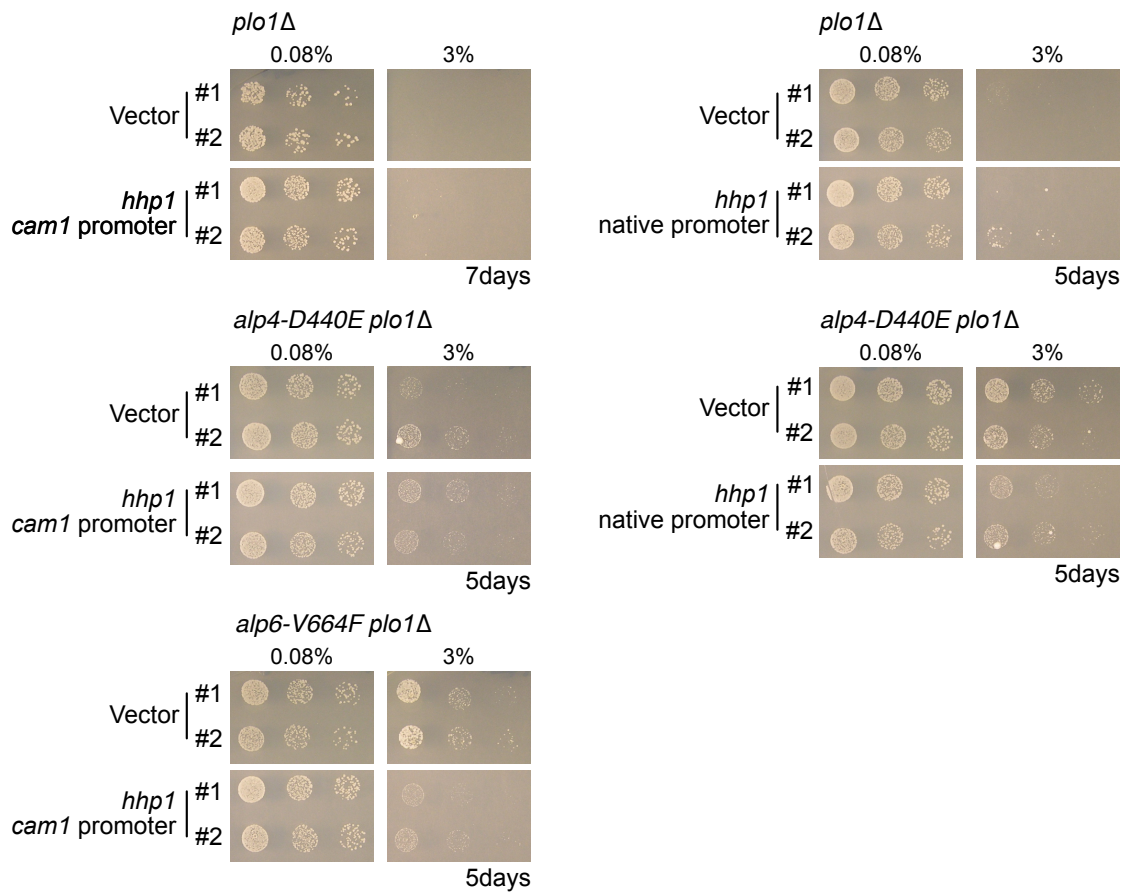 plo1Δ
0.08% 3%
Vector
#1
#2
hhp1
cam1 promoter
#1
#2
7days
plo1Δ
0.08% 3%
Vector
#1
#2
hhp1
native promoter
#1
#2
5days
alp4-D440E plo1Δ
0.08% 3%
Vector
#1
#2
hhp1
cam1 promoter
#1
#2
5days
alp4-D440E plo1Δ
0.08% 3%
Vector
#1
#2
hhp1
native promoter
#1
#2
5days
alp6-V664F plo1Δ
0.08% 3%
Vector
#1
#2
hhp1
cam1 promoter
#1
#2
5days